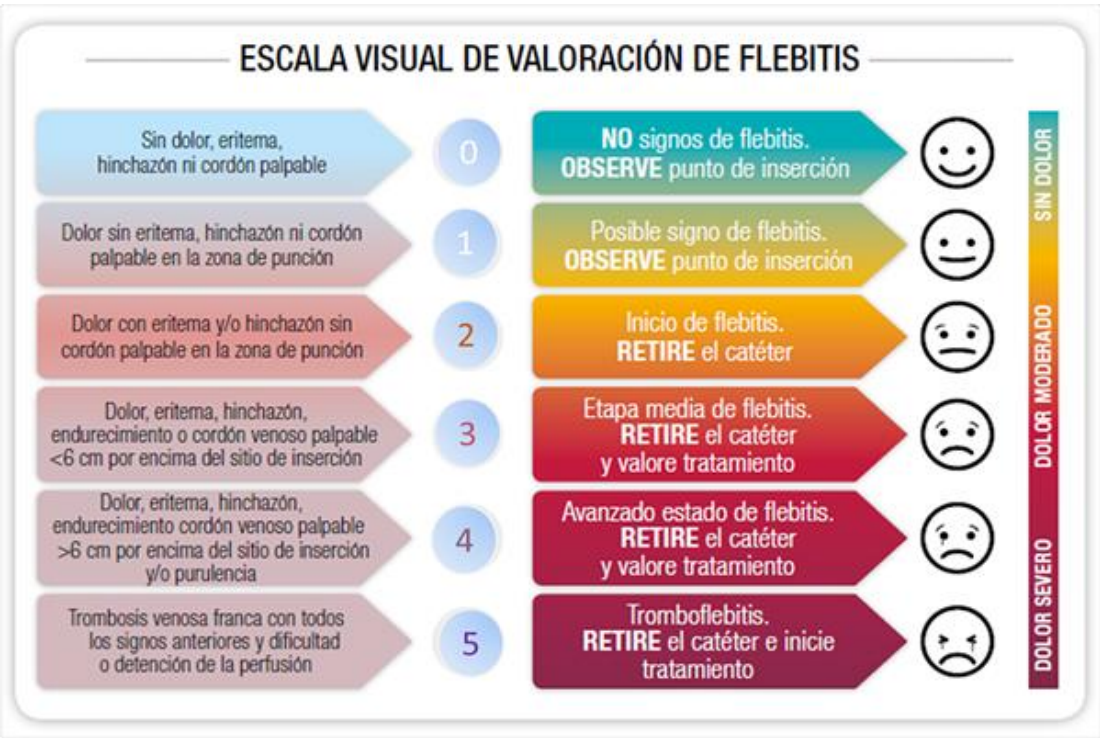 ESCALA VISUAL DE VALORACIÓN DE FLEBITIS
Sin dolor, eritema,
hinchazón ni cordón palpable
0
NO signos de flebitis.
OBSERVE punto de inserción
Dolor sin eritema, hinchazón ni cordón
palpable en la zona de punción
1
Posible signo de flebitis.
OBSERVE punto de inserción
Dolor con eritema y/o hinchazón sin
cordón palpable en la zona de punción
2
Inicio de flebitis.
RETIRE el catéter
Dolor, eritema, hinchazón,
endurecimiento o cordón venoso palpable
<6 cm por encima del sitio de inserción
3
Etapa media de flebitis.
RETIRE el catéter
y valore tratamiento
Dolor, eritema, hinchazón,
endurecimiento cordón venoso palpable
>6 cm por encima del sitio de inserción
y/o purulencia
4
Avanzado estado de flebitis.
RETIRE el catéter
y valore tratamiento
Trombosis venosa franca con todos
los signos anteriores y dificultad
o detención de la perfusión
5
Tromboflebitis.
RETIRE el catéter e inicie
tratamiento
SIN DOLOR
DOLOR MODERADO
DOLOR SEVERO